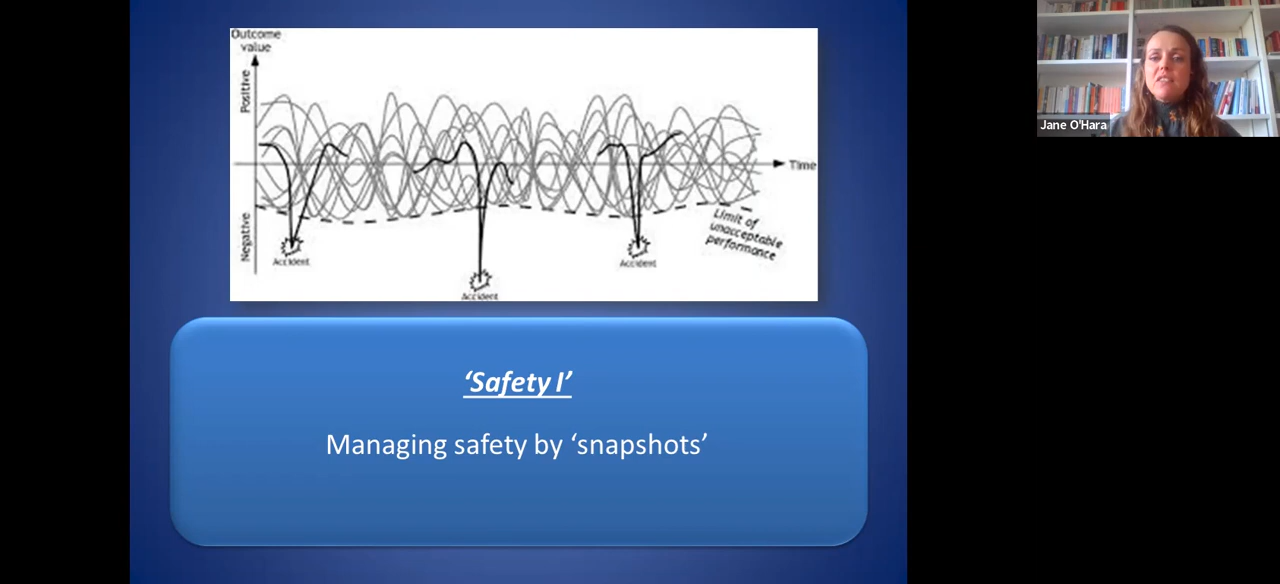 Outcome
value
Positive
Negative
Time
Limit of
unacceptable
performance
Accident
Accident
Accident
‘Safety I’
Managing safety by ‘snapshots’
Jane O'Hara